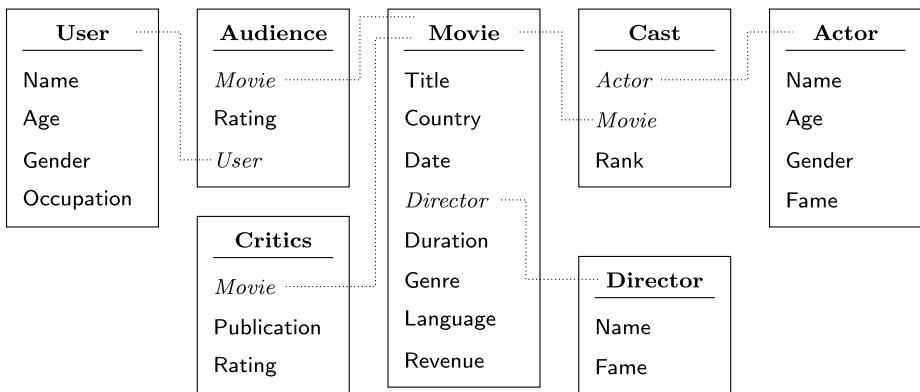 User
Name
Age
Gender
Occupation
Audience
Movie
Rating
User
Critics
Movie
Publication
Rating
Movie
Title
Country
Date
Director
Duration
Genre
Language
Revenue
Cast
Actor
Movie
Rank
Director
Name
Fame
Actor
Name
Age
Gender
Fame